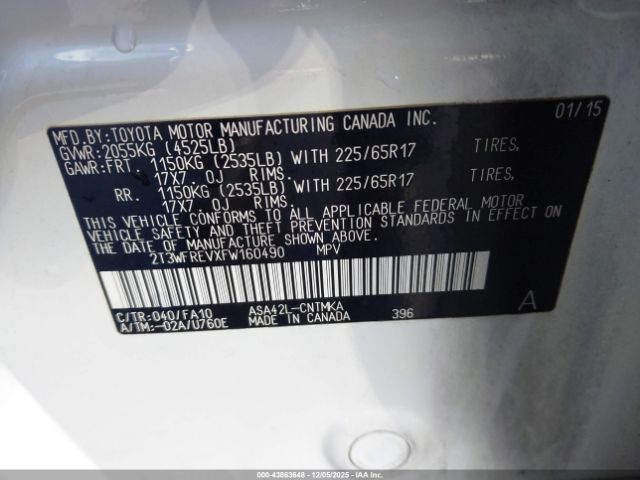 MFD.BY:TOYOTA MOTOR MANUFACTURING CANADA INC. 01/15
GVWR:2055KG (4525LB)
GAWR:FRT. 1150KG (2535LB) WITH 225/65R17 TIRES,
17X7.0J RIMS.
RR. 1150KG (2535LB) WITH 225/65R17 TIRES,
17X7.0J RIMS.
THIS VEHICLE CONFORMS TO ALL APPLICABLE FEDERAL MOTOR
VEHICLE SAFETY AND THEFT PREVENTION STANDARDS IN EFFECT ON
THE DATE OF MANUFACTURE SHOWN ABOVE.
2T3WFREVXFW160490 MPV
C/TR:040/FA10 ASA42L-CNTMKA 396 A
A/TM:-02A/U760E MADE IN CANADA
000-43863648 - 12/05/2025 - IAA Inc.